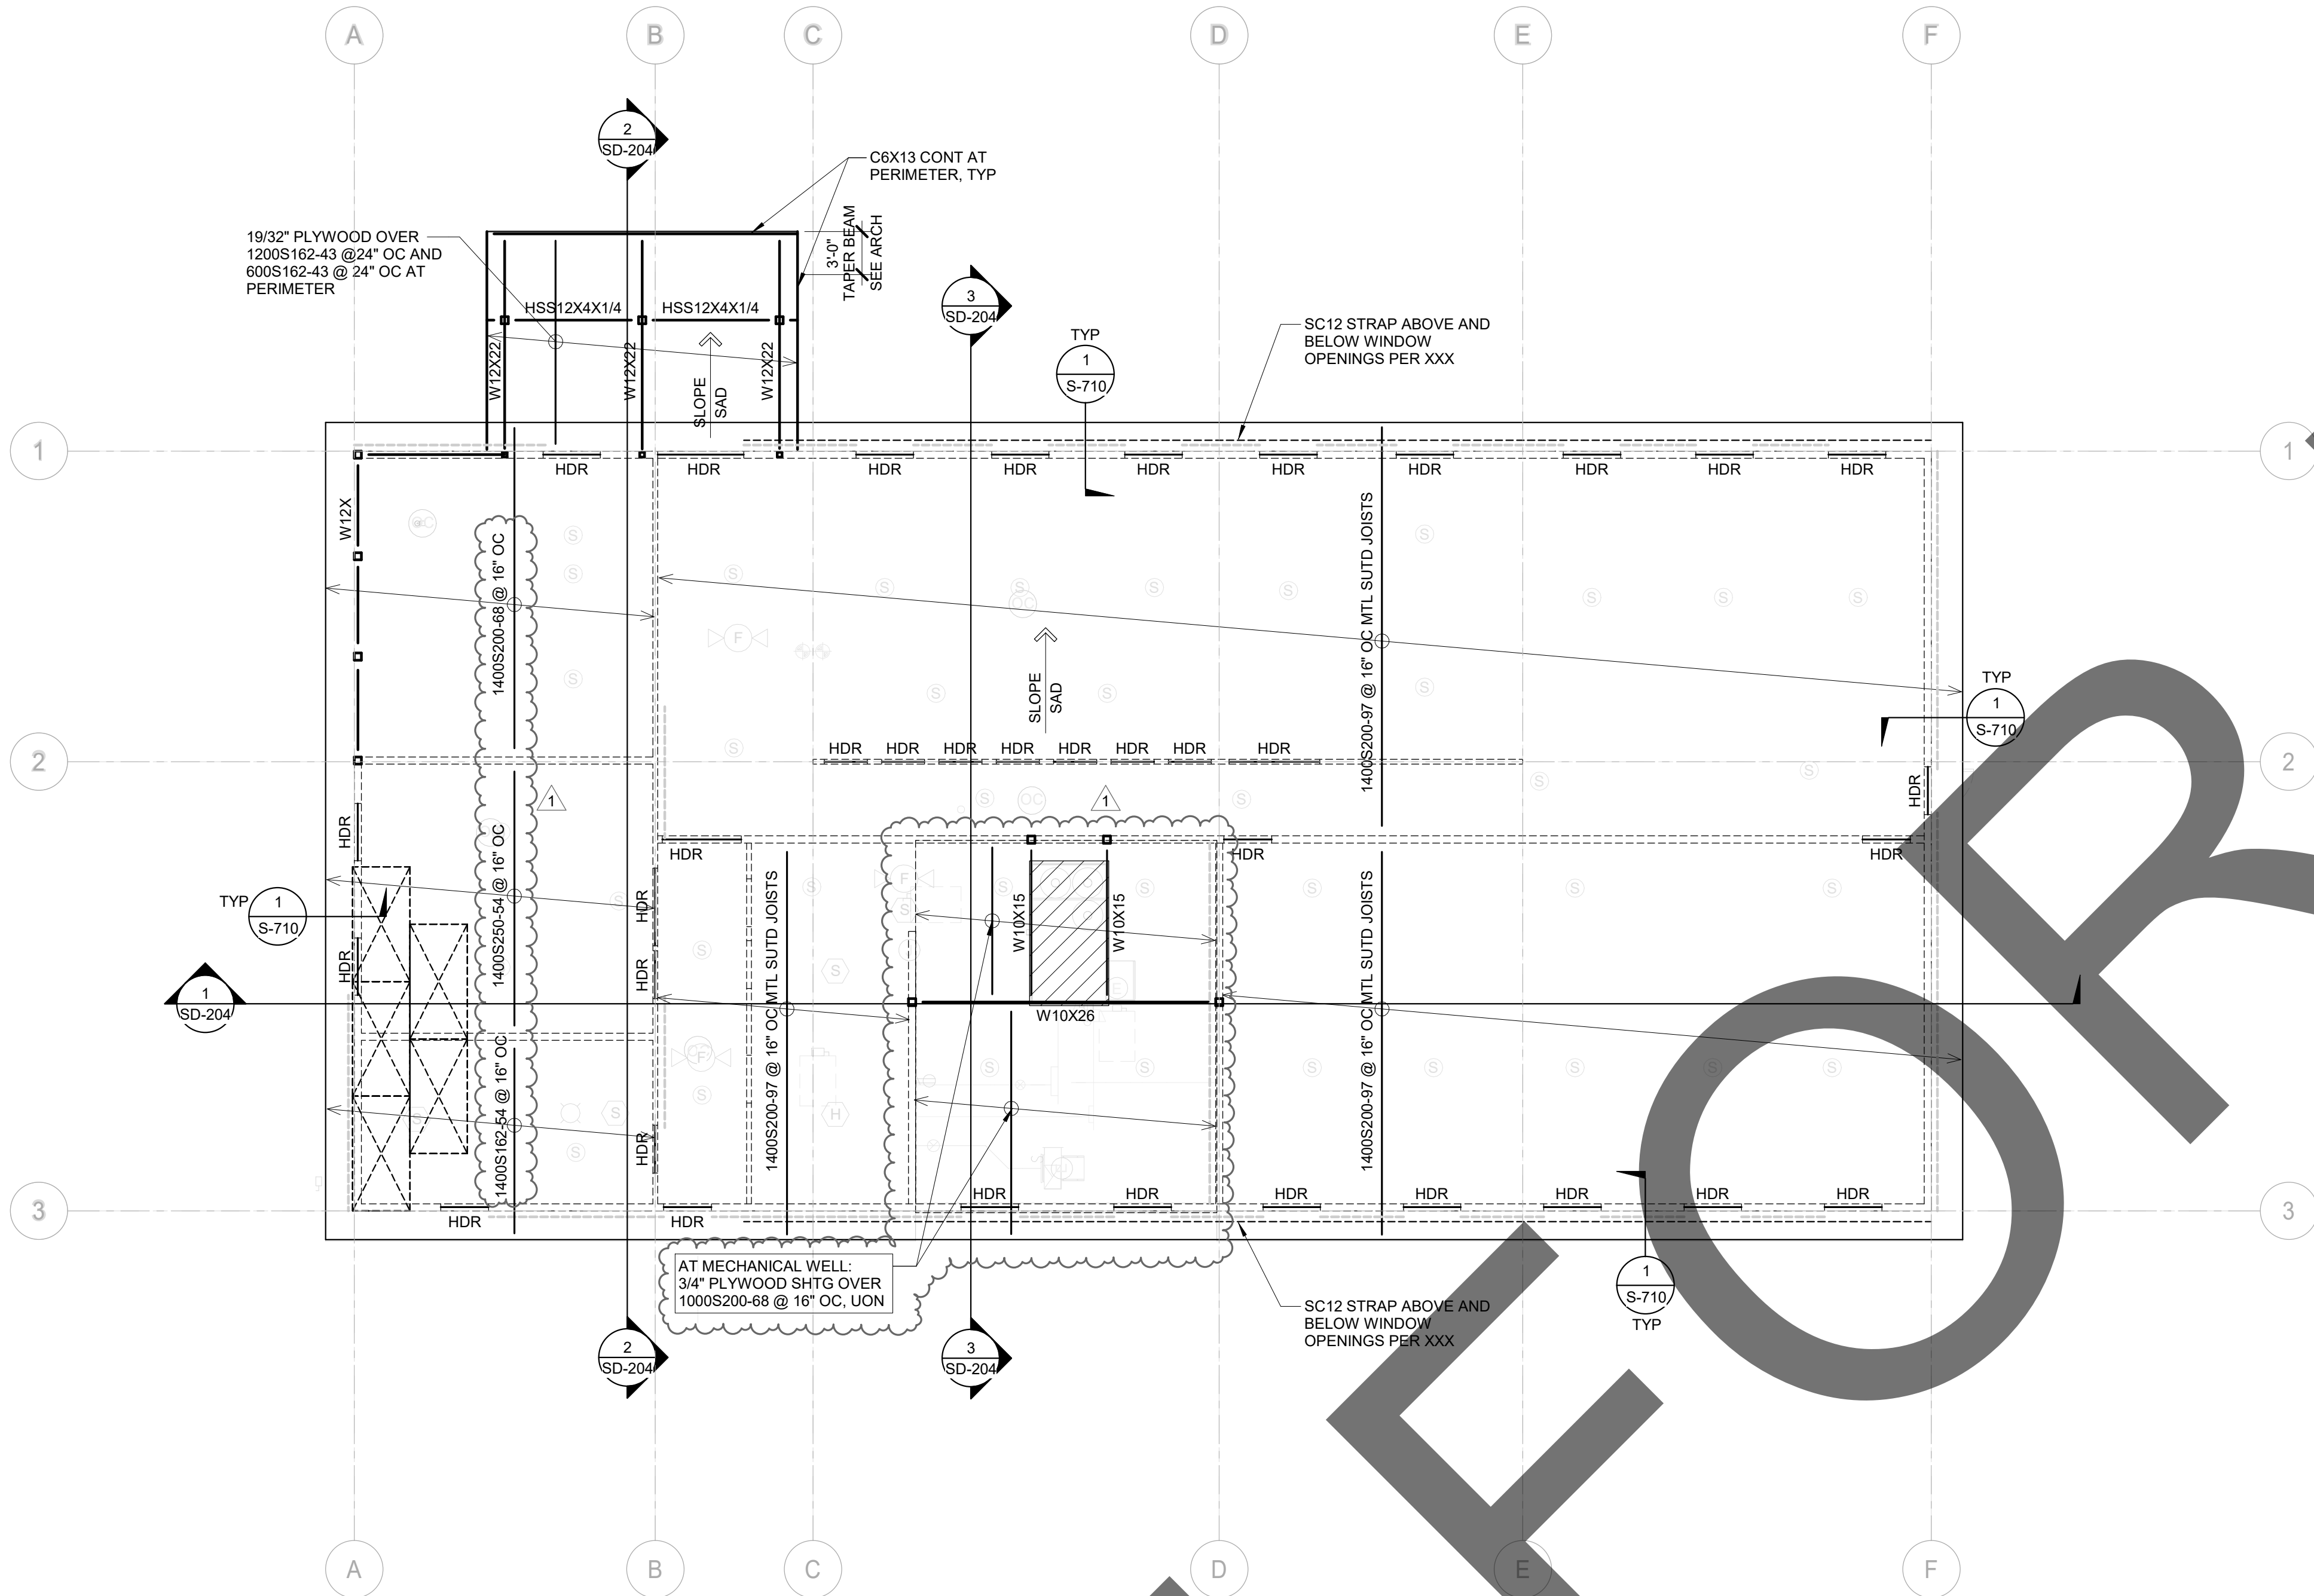 A
B
C
D
E
F
2
SD-204
C6X13 CONT AT
PERIMETER, TYP
19/32" PLYWOOD OVER
1200S162-43 @24" OC AND
600S162-43 @ 24" OC AT
PERIMETER
3'-0"
TAPER BEAM
SEE ARCH
3
SD-204
HSS12X4X1/4
HSS12X4X1/4
W12X22
W12X22
W12X22
SLOPE
SAD
TYP
1
S-710
SC12 STRAP ABOVE AND
BELOW WINDOW
OPENINGS PER XXX
1
1
HDR
HDR
HDR
HDR
HDR
HDR
HDR
HDR
HDR
HDR
W12X
1400S200-68 @ 16" OC
S
S
S
S
S
S
S
S
S
S
S
S
OC
F
1400S200-97 @ 16" OC MTL SUTD JOISTS
S
S
S
S
SLOPE
SAD
TYP
1
S-710
2
2
S
HDR
HDR
HDR
HDR
HDR
HDR
HDR
HDR
S
S
HDR
1
S
OC
1
S
HDR
1400S250-54 @ 16" OC
HDR
HDR
HDR
TYP
1
S-710
HDR
HDR
HDR
S
S
S
F
S
S
S
S
S
S
S
W10X15
W10X15
S
1400S200-97 @ 16" OC MTL SUTD JOISTS
1400S200-97 @ 16" OC MTL SUTD JOISTS
1
SD-204
W10X26
F
S
S
S
S
S
S
S
S
1400S162-54 @ 16" OC
S
H
HDR
S
3
3
HDR
HDR
HDR
HDR
HDR
HDR
HDR
HDR
HDR
AT MECHANICAL WELL:
3/4" PLYWOOD SHTG OVER
1000S200-68 @ 16" OC, UON
SC12 STRAP ABOVE AND
BELOW WINDOW
OPENINGS PER XXX
1
S-710
TYP
2
SD-204
3
SD-204
A
B
C
D
E
F
FOR